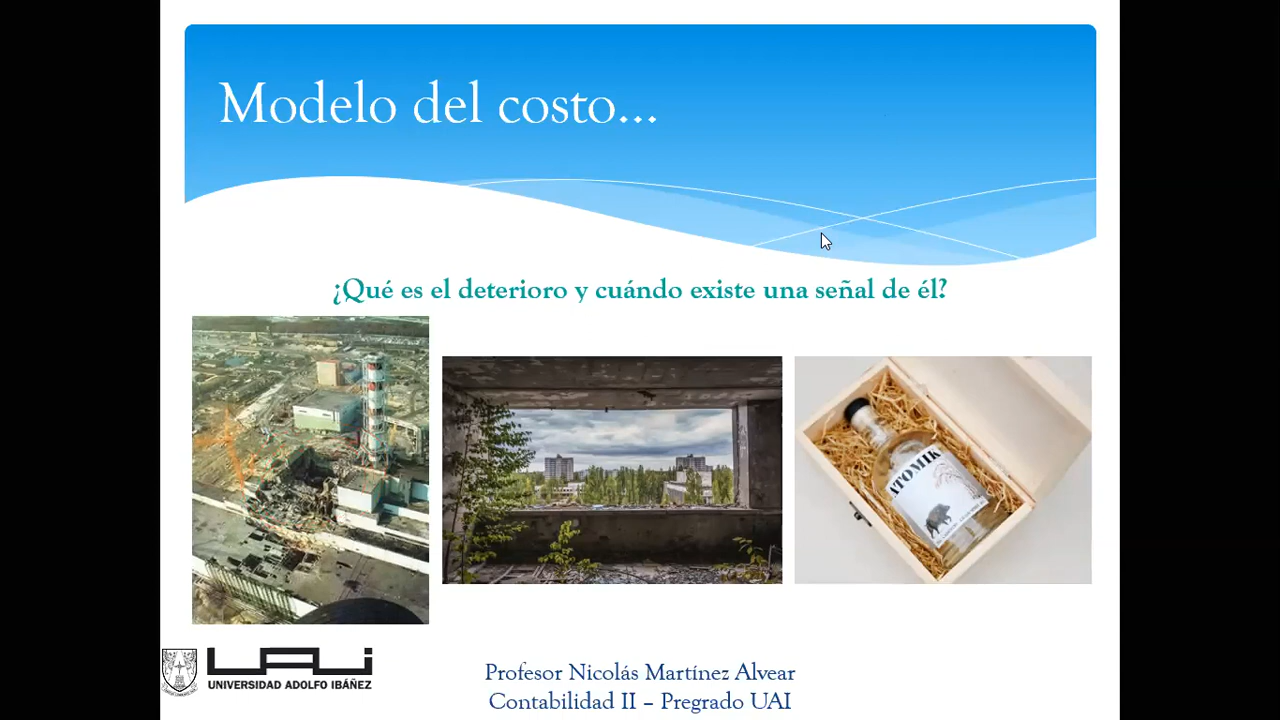 Modelo del costo...
¿Qué es el deterioro y cuándo existe una señal de él?
ATOMIK
UAI
UNIVERSIDAD ADOLFO IBÁÑEZ
Profesor Nicolás Martínez Alvear
Contabilidad II – Pregrado UAI